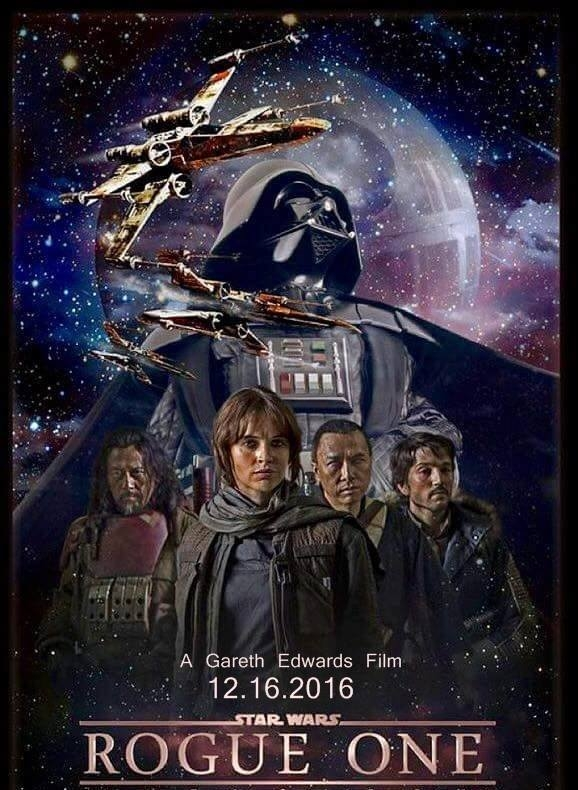 A Gareth Edwards Film
12.16.2016
STAR WARS
ROGUE ONE